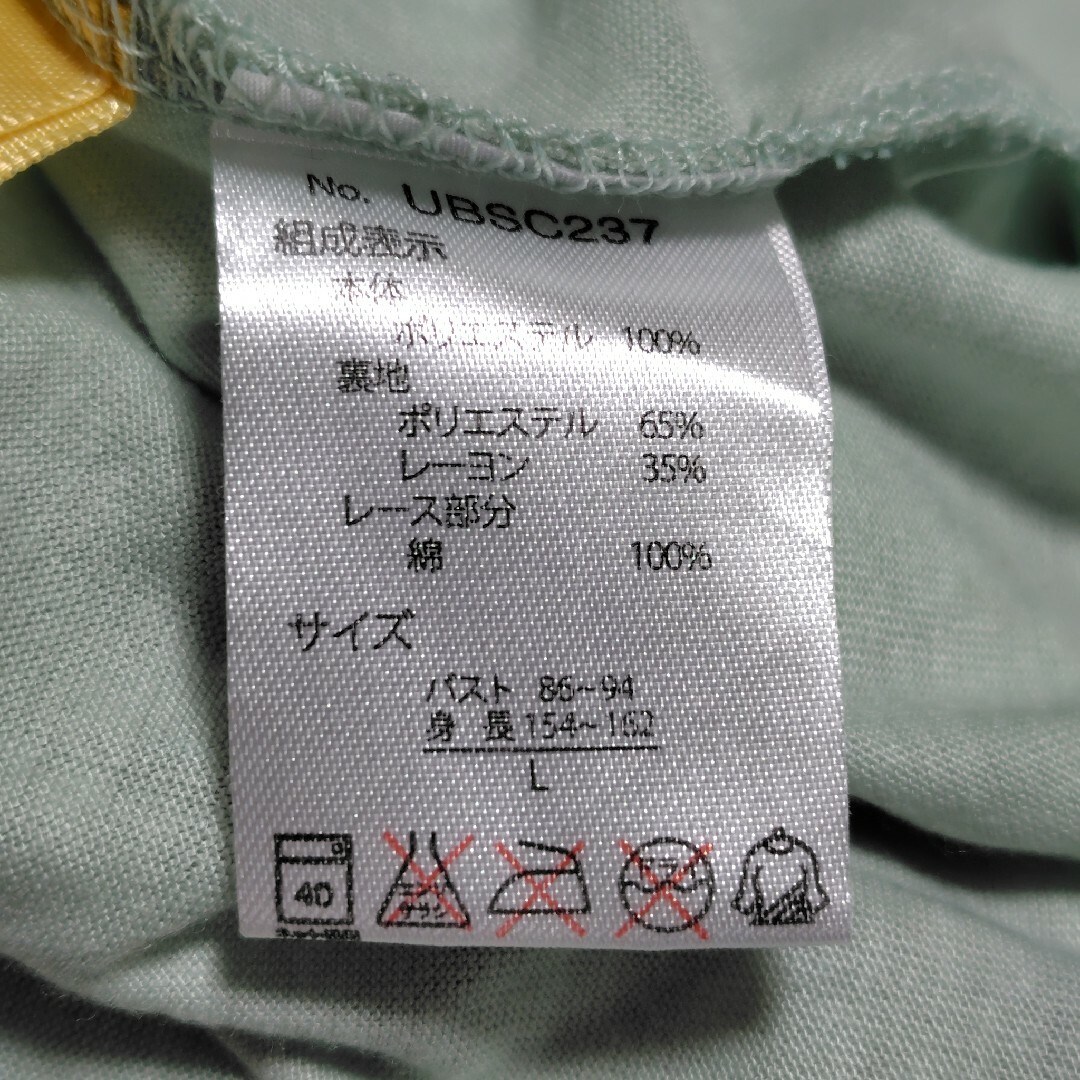 No. UBSC237
組成表示
本体
ポリエステル 100%
裏地
ポリエステル 65%
レーヨン 35%
レース部分
綿 100%
サイズ
バスト 86~94
身長 154~162
L
40